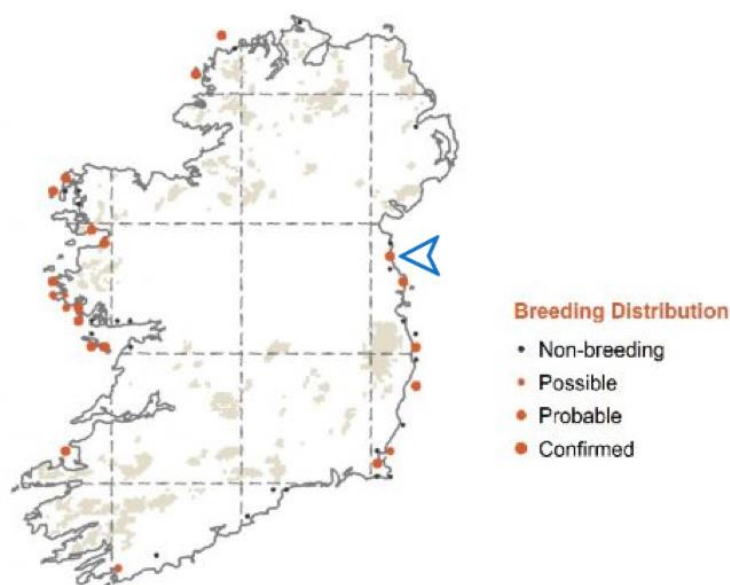 Breeding Distribution
Non-breeding
Possible
Probable
Confirmed